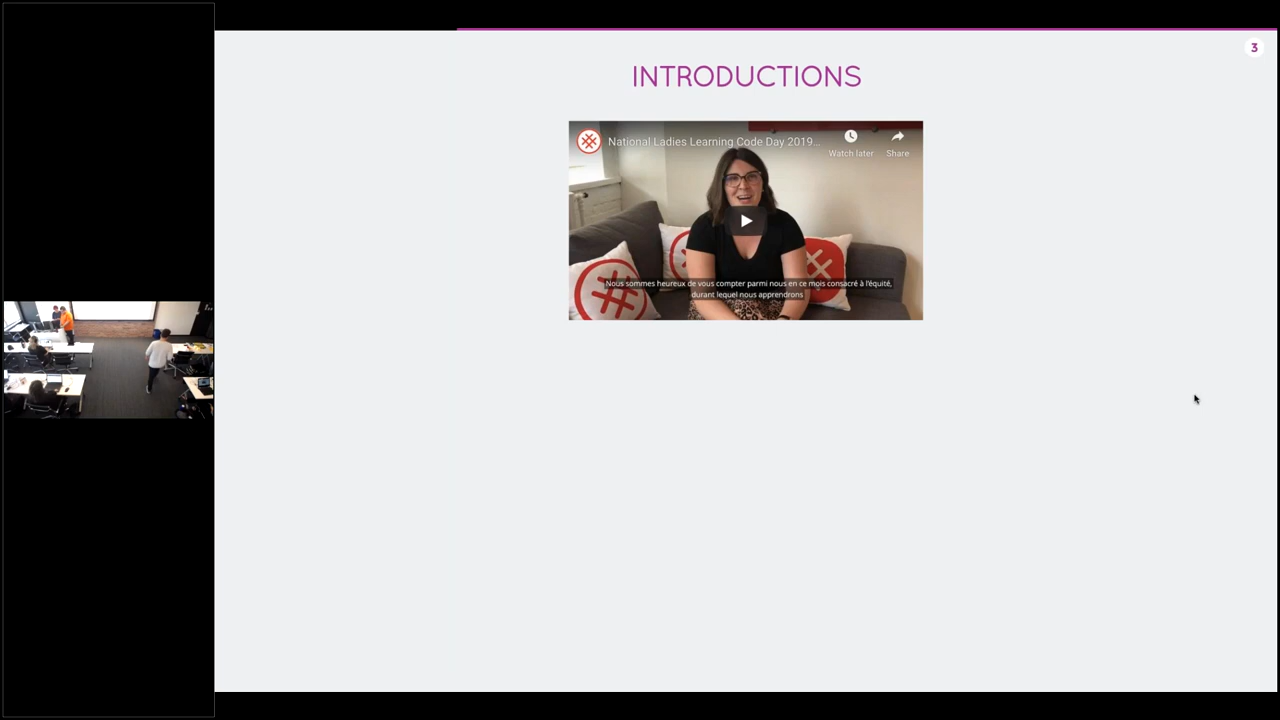 3
INTRODUCTIONS
National Ladies Learning Code Day 2019...
Watch later
Share
Nous sommes heureux de vous compter parmi nous en ce mois consacré à l'équité,
durant lequel nous apprendrons